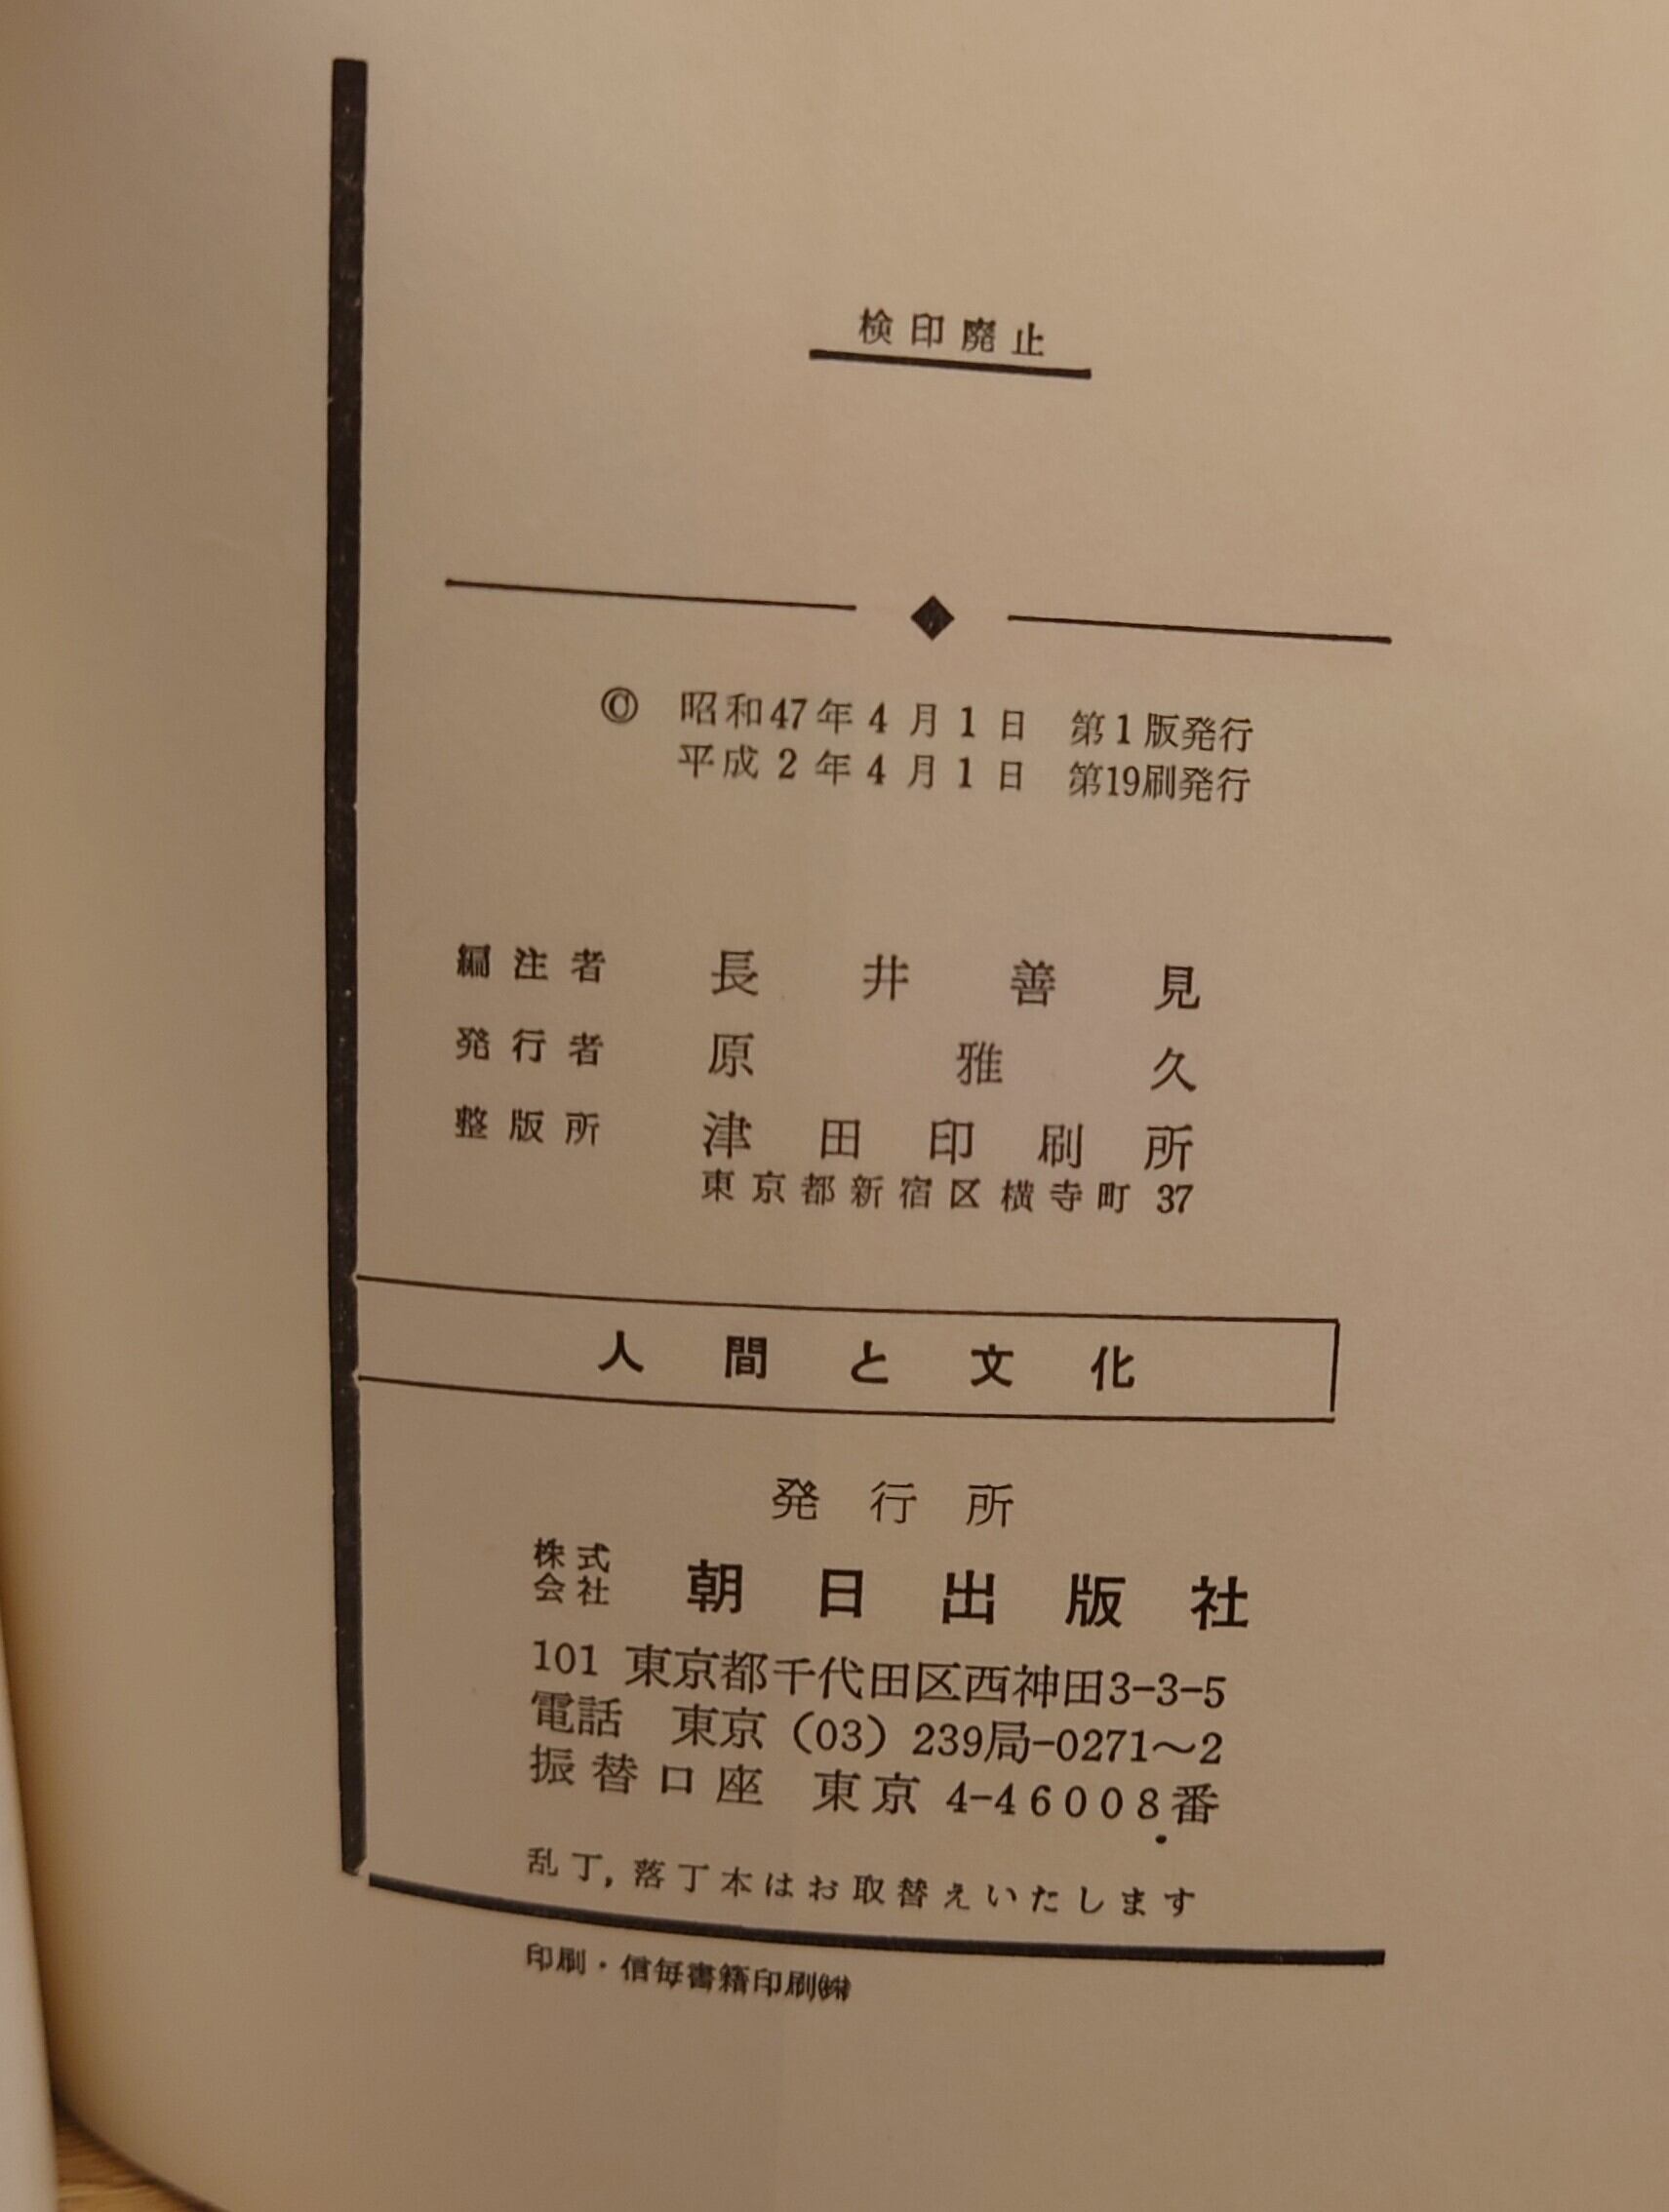 検印廃止
© 昭和47年4月1日 第1版発行
平成2年4月1日 第19刷発行
編注者 長井善見
発行者 原雅久
整版所 津田印刷所
東京都新宿区横寺町 37
人間と文化
発行所
株式会社 朝日出版社
101 東京都千代田区西神田3-3-5
電話 東京 (03) 239局-0271〜2
振替口座 東京 4-46008番
乱丁, 落丁本はお取替えいたします
印刷・信毎書籍印刷㈱